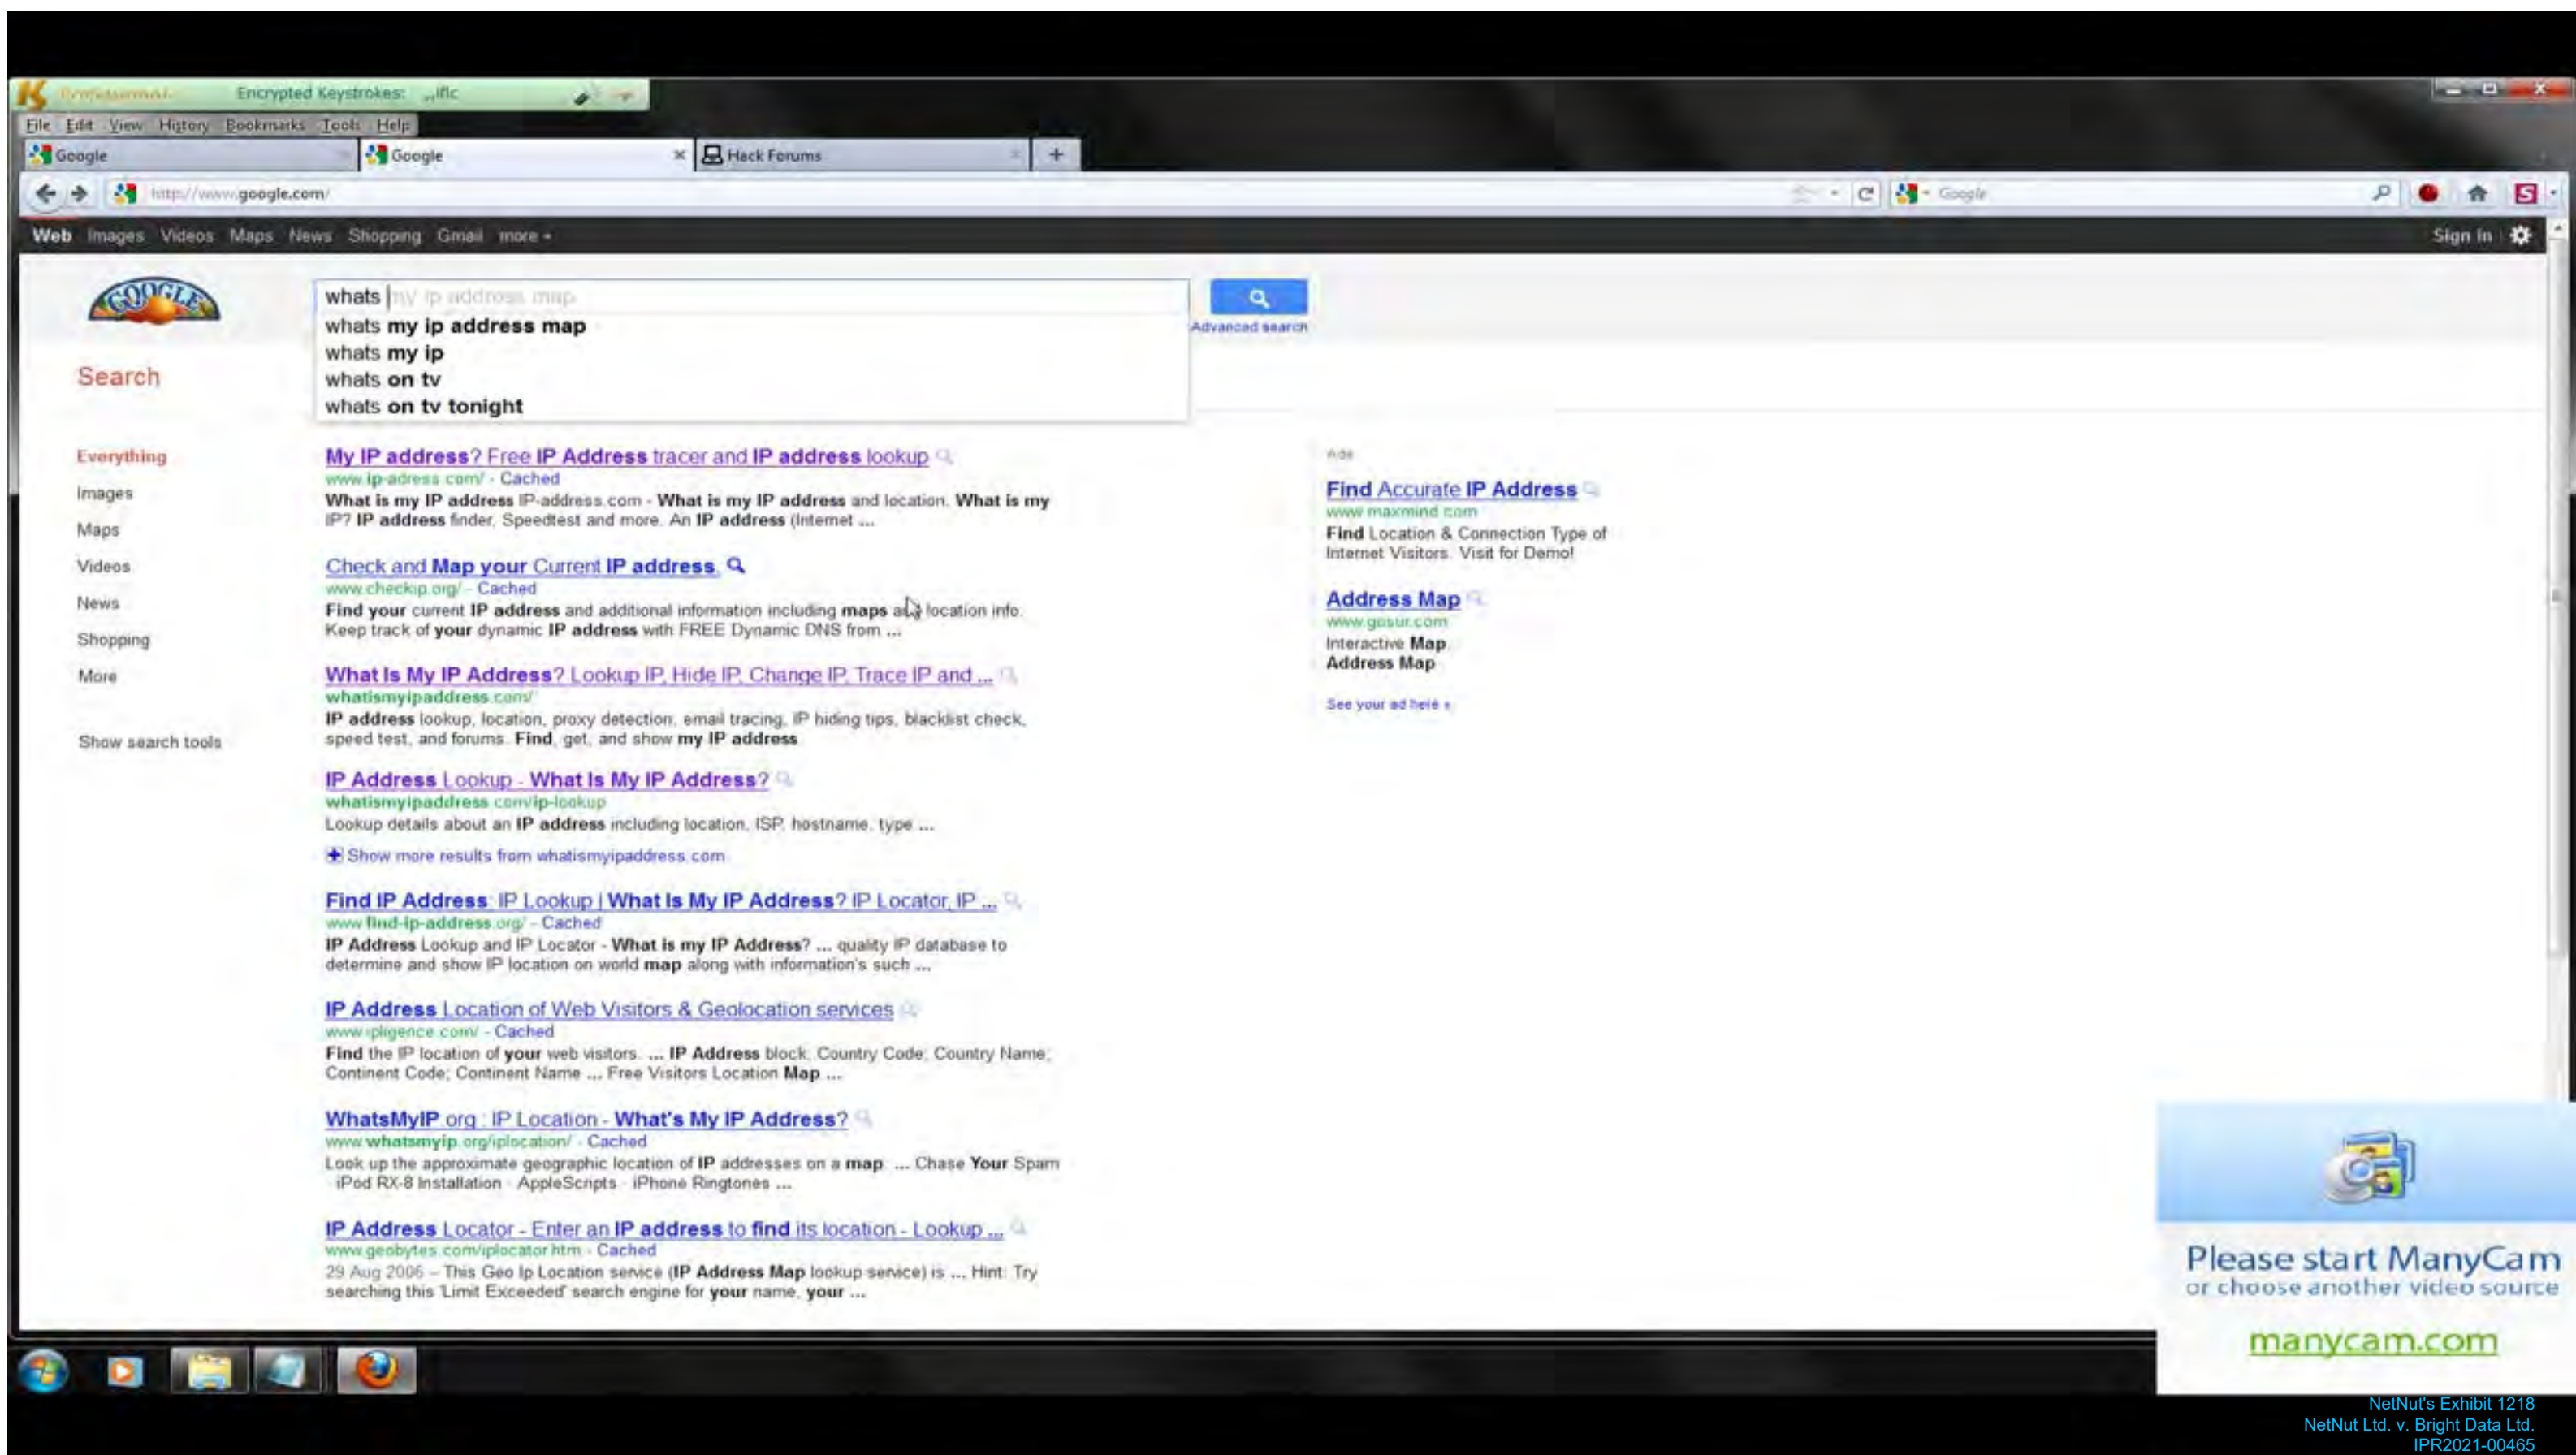 Professional Encrypted Keystrokes: ,,iflc
File Edit View History Bookmarks Tools Help
Google Google Hack Forums
http://www.google.com/ Google
Web Images Videos Maps News Shopping Gmail more Sign in
GOOGLE
whats my ip address map
whats my ip address map
whats my ip
whats on tv
whats on tv tonight
Advanced search
Search
Everything
Images
Maps
Videos
News
Shopping
More
Show search tools
My IP address? Free IP Address tracer and IP address lookup
www.ip-adress.com/ - Cached
What is my IP address IP-address.com - What is my IP address and location. What is my
IP? IP address finder, Speedtest and more. An IP address (Internet ...
Check and Map your Current IP address.
www.checkip.org/ - Cached
Find your current IP address and additional information including maps and location info.
Keep track of your dynamic IP address with FREE Dynamic DNS from ...
What Is My IP Address? Lookup IP, Hide IP, Change IP, Trace IP and ...
whatismyipaddress.com/
IP address lookup, location, proxy detection, email tracing, IP hiding tips, blacklist check,
speed test, and forums. Find, get, and show my IP address
IP Address Lookup - What Is My IP Address?
whatismyipaddress.com/ip-lookup
Lookup details about an IP address including location, ISP, hostname, type ...
Show more results from whatismyipaddress.com
Find IP Address: IP Lookup | What Is My IP Address? IP Locator, IP ...
www.find-ip-address.org/ - Cached
IP Address Lookup and IP Locator - What is my IP Address? ... quality IP database to
determine and show IP location on world map along with information's such ...
IP Address Location of Web Visitors & Geolocation services
www.ipligence.com/ - Cached
Find the IP location of your web visitors. ... IP Address block; Country Code; Country Name;
Continent Code; Continent Name ... Free Visitors Location Map ...
WhatsMyIP.org : IP Location - What's My IP Address?
www.whatsmyip.org/iplocation/ - Cached
Look up the approximate geographic location of IP addresses on a map. ... Chase Your Spam
· iPod RX-8 Installation · AppleScripts · iPhone Ringtones ...
IP Address Locator - Enter an IP address to find its location - Lookup ...
www.geobytes.com/iplocator.htm - Cached
29 Aug 2006 – This Geo Ip Location service (IP Address Map lookup service) is ... Hint: Try
searching this 'Limit Exceeded' search engine for your name, your ...
Ads
Find Accurate IP Address
www.maxmind.com
Find Location & Connection Type of
Internet Visitors. Visit for Demo!
Address Map
www.gosur.com
Interactive Map
Address Map
See your ad here »
Please start ManyCam
or choose another video source
manycam.com
NetNut's Exhibit 1218
NetNut Ltd. v. Bright Data Ltd.
IPR2021-00465